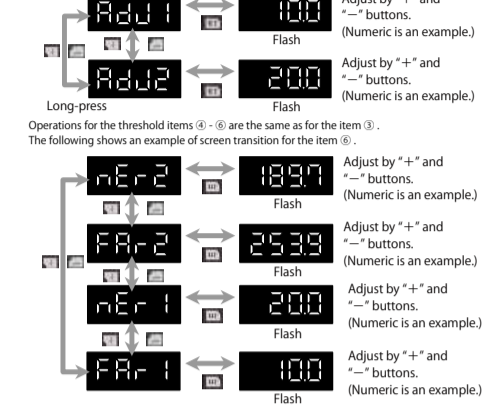 Adj1
10.0
Adjust by "＋" and
"－" buttons.
(Numeric is an example.)
Flash
Adj2
20.0
Adjust by "＋" and
"－" buttons.
(Numeric is an example.)
Long-press
Flash
Operations for the threshold items ④ - ⑥ are the same as for the item ③ .
The following shows an example of screen transition for the item ⑥ .
nEr2
189.7
Adjust by "＋" and
"－" buttons.
(Numeric is an example.)
Flash
FAr2
253.9
Adjust by "＋" and
"－" buttons.
(Numeric is an example.)
Flash
nEr1
20.0
Adjust by "＋" and
"－" buttons.
(Numeric is an example.)
Flash
FAr1
10.0
Adjust by "＋" and
"－" buttons.
(Numeric is an example.)
Flash